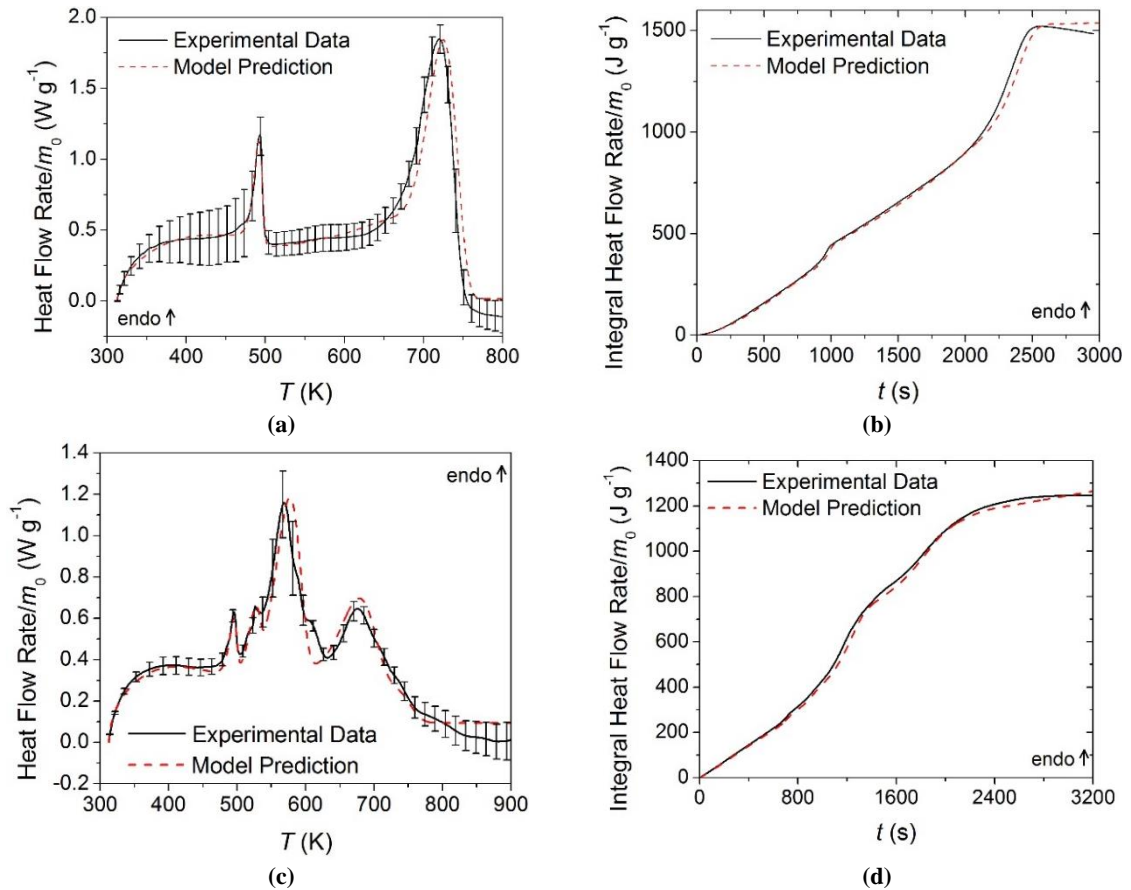 Heat Flow Rate/m₀ (W g⁻¹)
2.0
1.5
1.0
0.5
0.0
Experimental Data
Model Prediction
endo ↑
300 400 500 600 700 800
T (K)
(a)
Integral Heat Flow Rate/m₀ (J g⁻¹)
1500
1000
500
0
Experimental Data
Model Prediction
endo ↑
0 500 1000 1500 2000 2500 3000
t (s)
(b)
Heat Flow Rate/m₀ (W g⁻¹)
1.4
1.2
1.0
0.8
0.6
0.4
0.2
0.0
-0.2
endo ↑
Experimental Data
Model Prediction
300 400 500 600 700 800 900
T (K)
(c)
Integral Heat Flow Rate/m₀ (J g⁻¹)
1400
1200
1000
800
600
400
200
0
Experimental Data
Model Prediction
endo ↑
0 800 1600 2400 3200
t (s)
(d)